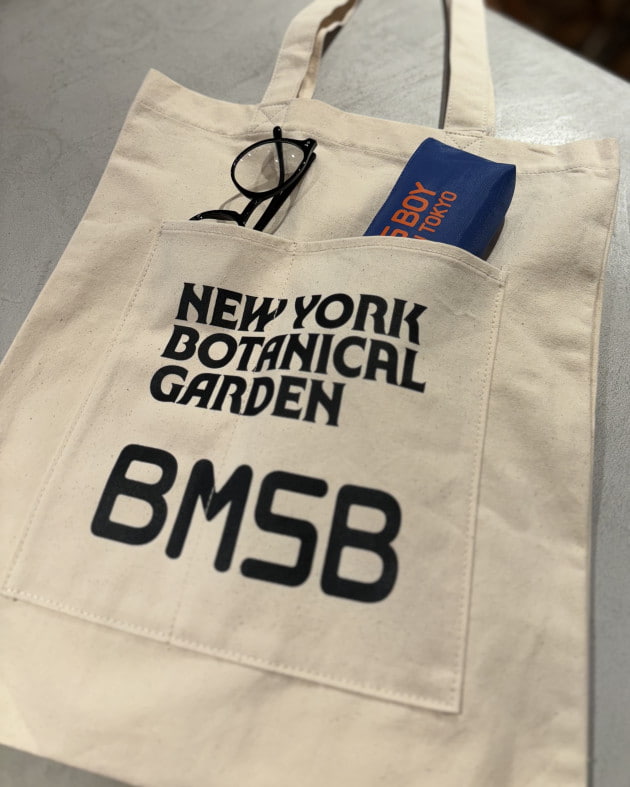 S BOY
TOKYO
NEW YORK
BOTANICAL
GARDEN
BMSB